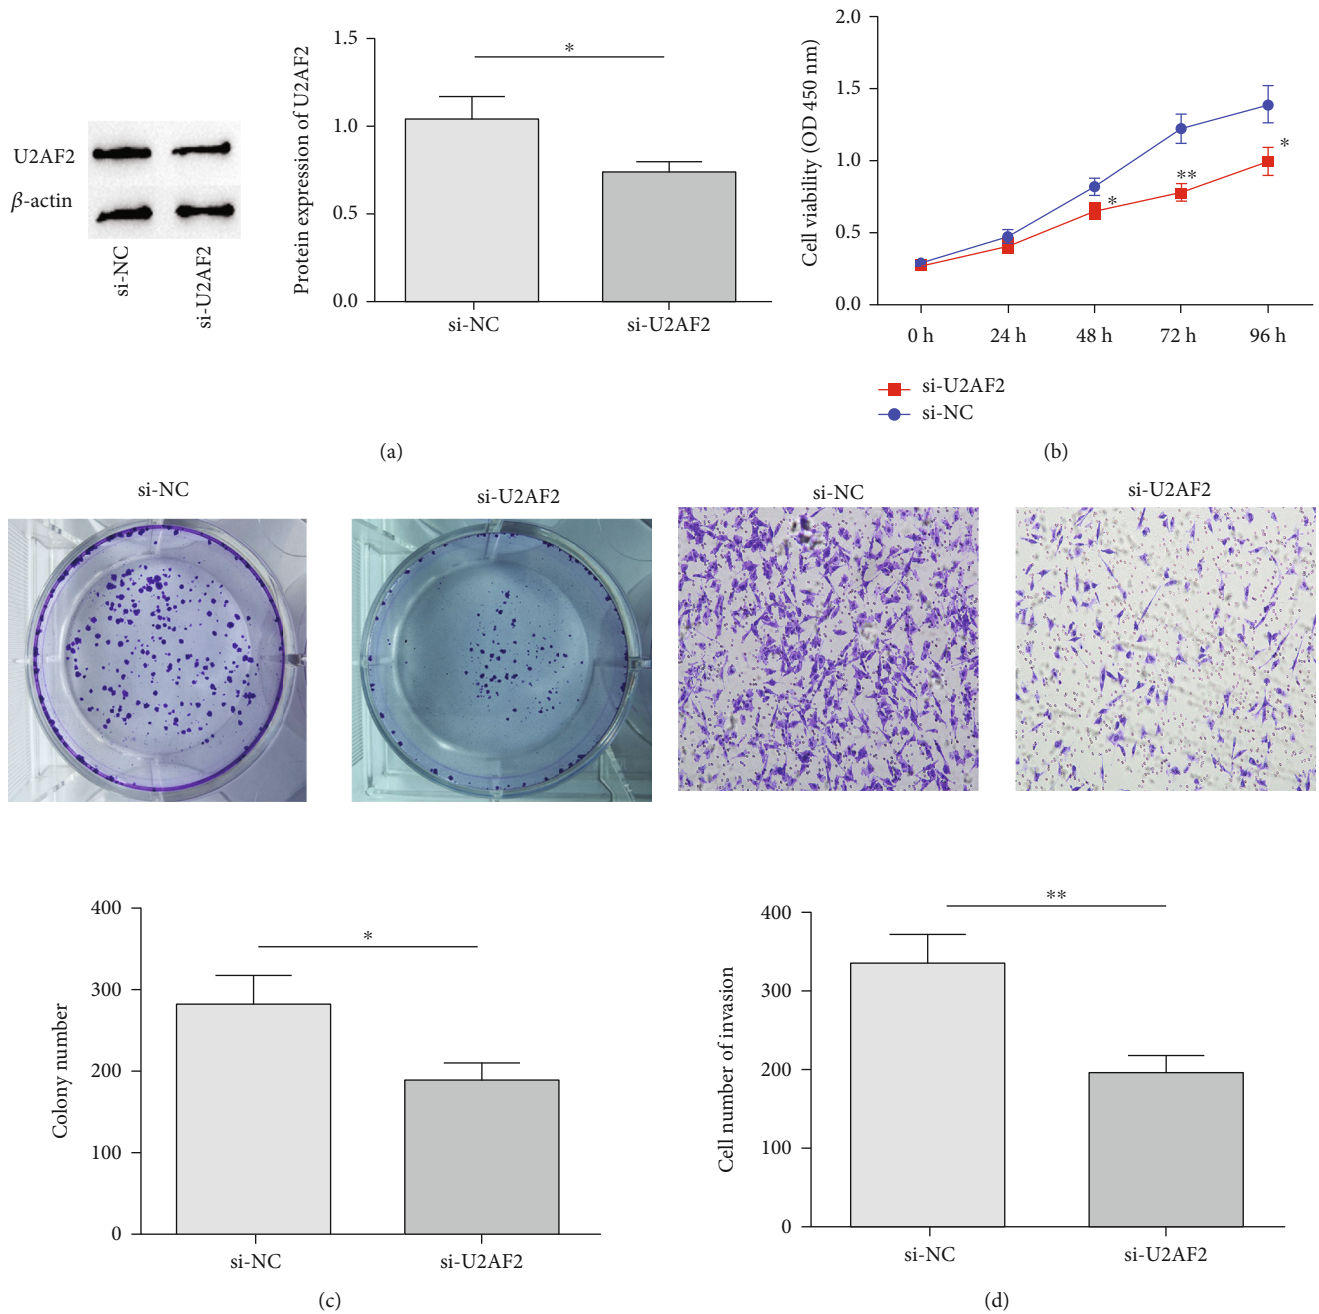 U2AF2
β-actin
si-NC
si-U2AF2
Protein expression of U2AF2
1.5
1.0
0.5
0.0
*
si-NC
si-U2AF2
(a)
Cell viability (OD 450 nm)
2.0
1.5
1.0
0.5
0.0
*
**
*
0 h
24 h
48 h
72 h
96 h
si-U2AF2
si-NC
(b)
si-NC
si-U2AF2
Colony number
400
300
200
100
0
*
si-NC
si-U2AF2
(c)
si-NC
si-U2AF2
Cell number of invasion
400
300
200
100
0
**
si-NC
si-U2AF2
(d)